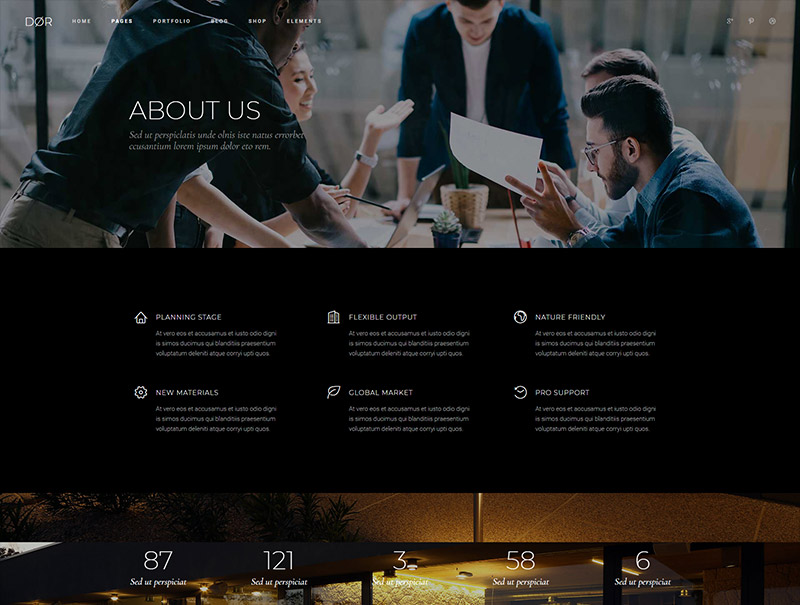 DØR HOME PAGES PORTFOLIO BLOG SHOP ELEMENTS
ABOUT US
Sed ut perspiclatis unde olnis iste natus errorbet
ccusantium lorem ipsum dolor eto rem.
PLANNING STAGE
At vero eos et accusamus et iusto odio digni
is simos ducimus qui blanditiis praesentium
voluptatum deleniti atque corryi upti quos.
FLEXIBLE OUTPUT
At vero eos et accusamus et iusto odio digni
is simos ducimus qui blanditiis praesentium
voluptatum deleniti atque corryi upti quos.
NATURE FRIENDLY
At vero eos et accusamus et iusto odio digni
is simos ducimus qui blanditiis praesentium
voluptatum deleniti atque corryi upti quos.
NEW MATERIALS
At vero eos et accusamus et iusto odio digni
is simos ducimus qui blanditiis praesentium
voluptatum deleniti atque corryi upti quos.
GLOBAL MARKET
At vero eos et accusamus et iusto odio digni
is simos ducimus qui blanditiis praesentium
voluptatum deleniti atque corryi upti quos.
PRO SUPPORT
At vero eos et accusamus et iusto odio digni
is simos ducimus qui blanditiis praesentium
voluptatum deleniti atque corryi upti quos.
87 121 3 58 6
Sed ut perspiciat Sed ut perspiciat Sed ut perspiciat Sed ut perspiciat Sed ut perspiciat